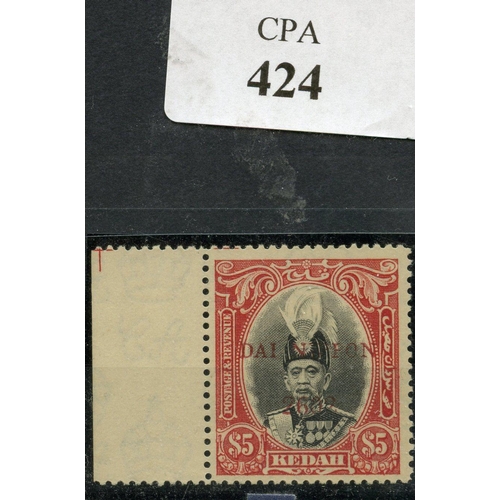 CPA
424
DAI NIPPON
2602
POSTAGE & REVENUE
$5
KEDAH
$5